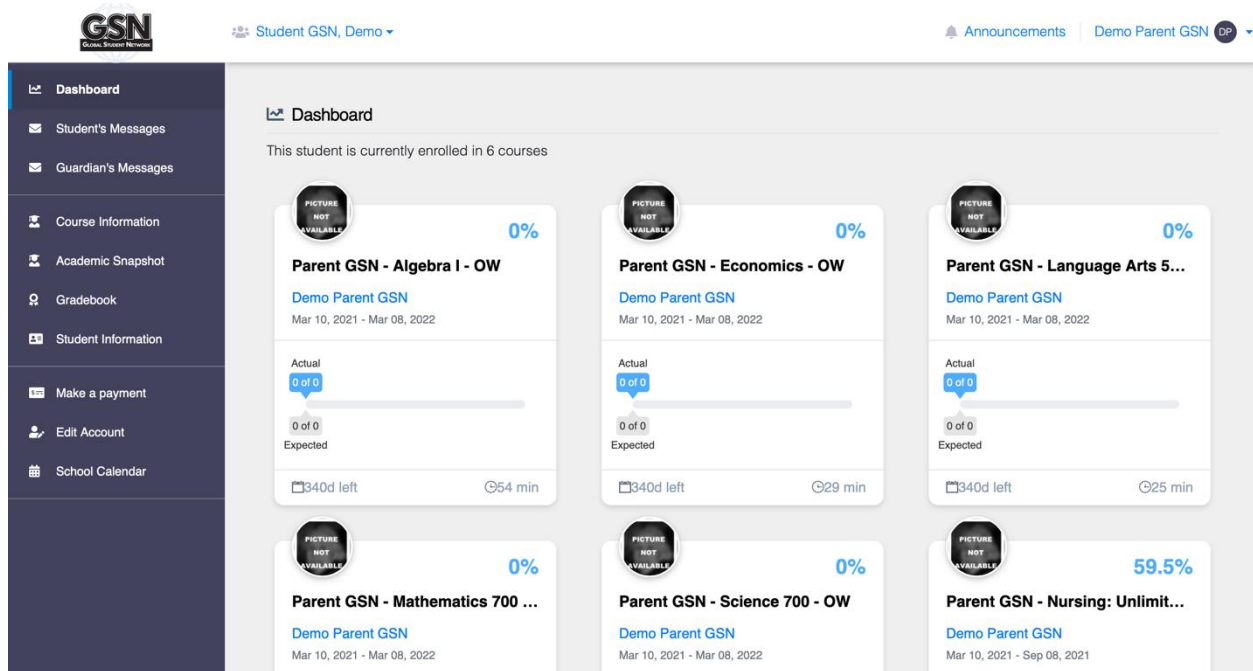 GSN
GLOBAL STUDENT NETWORK
Student GSN, Demo
Announcements
Demo Parent GSN
DP
Dashboard
Student's Messages
Guardian's Messages
Course Information
Academic Snapshot
Gradebook
Student Information
Make a payment
Edit Account
School Calendar
Dashboard
This student is currently enrolled in 6 courses
PICTURE
NOT
AVAILABLE
0%
Parent GSN - Algebra I - OW
Demo Parent GSN
Mar 10, 2021 - Mar 08, 2022
Actual
0 of 0
0 of 0
Expected
340d left
54 min
PICTURE
NOT
AVAILABLE
0%
Parent GSN - Economics - OW
Demo Parent GSN
Mar 10, 2021 - Mar 08, 2022
Actual
0 of 0
0 of 0
Expected
340d left
29 min
PICTURE
NOT
AVAILABLE
0%
Parent GSN - Language Arts 5...
Demo Parent GSN
Mar 10, 2021 - Mar 08, 2022
Actual
0 of 0
0 of 0
Expected
340d left
25 min
PICTURE
NOT
AVAILABLE
0%
Parent GSN - Mathematics 700 ...
Demo Parent GSN
Mar 10, 2021 - Mar 08, 2022
PICTURE
NOT
AVAILABLE
0%
Parent GSN - Science 700 - OW
Demo Parent GSN
Mar 10, 2021 - Mar 08, 2022
PICTURE
NOT
AVAILABLE
59.5%
Parent GSN - Nursing: Unlimit...
Demo Parent GSN
Mar 10, 2021 - Sep 08, 2021